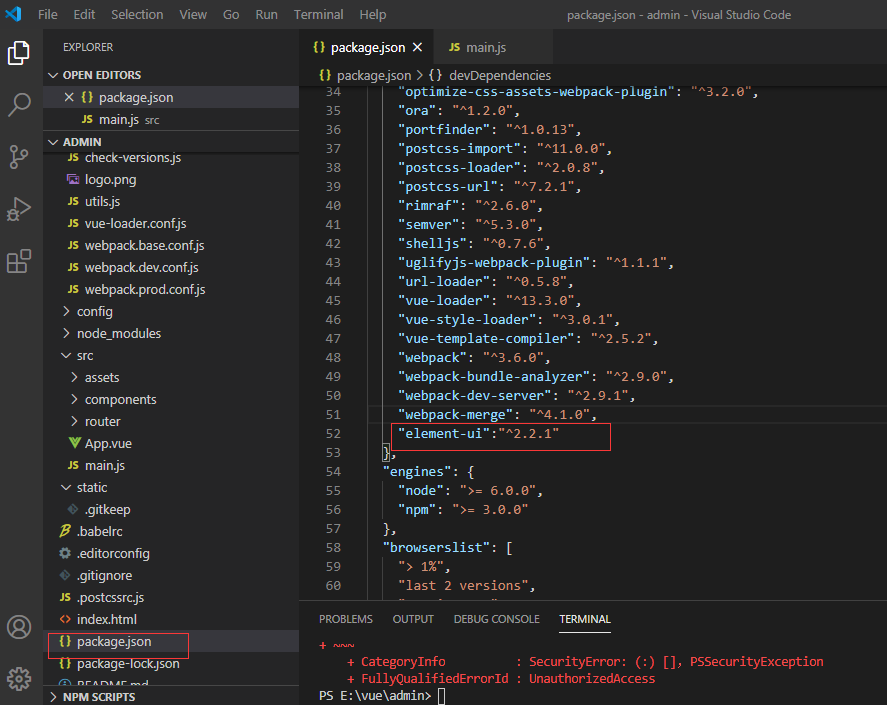 File Edit Selection View Go Run Terminal Help package.json - admin - Visual Studio Code
EXPLORER
OPEN EDITORS
{} package.json
JS main.js src
ADMIN
JS check-versions.js
logo.png
JS utils.js
JS vue-loader.conf.js
JS webpack.base.conf.js
JS webpack.dev.conf.js
JS webpack.prod.conf.js
config
node_modules
src
assets
components
router
App.vue
JS main.js
static
.gitkeep
.babelrc
.editorconfig
.gitignore
JS .postcssrc.js
<> index.html
{} package.json
{} package-lock.json
README.md
NPM SCRIPTS
{} package.json JS main.js
{} package.json > {} devDependencies
34 "optimize-css-assets-webpack-plugin": "^3.2.0",
35 "ora": "^1.2.0",
36 "portfinder": "^1.0.13",
37 "postcss-import": "^11.0.0",
38 "postcss-loader": "^2.0.8",
39 "postcss-url": "^7.2.1",
40 "rimraf": "^2.6.0",
41 "semver": "^5.3.0",
42 "shelljs": "^0.7.6",
43 "uglifyjs-webpack-plugin": "^1.1.1",
44 "url-loader": "^0.5.8",
45 "vue-loader": "^13.3.0",
46 "vue-style-loader": "^3.0.1",
47 "vue-template-compiler": "^2.5.2",
48 "webpack": "^3.6.0",
49 "webpack-bundle-analyzer": "^2.9.0",
50 "webpack-dev-server": "^2.9.1",
51 "webpack-merge": "^4.1.0",
52 "element-ui":"^2.2.1"
53 },
54 "engines": {
55 "node": ">= 6.0.0",
56 "npm": ">= 3.0.0"
57 },
58 "browserslist": [
59 "> 1%",
60 "last 2 versions",
PROBLEMS OUTPUT DEBUG CONSOLE TERMINAL
+ ~~~
+ CategoryInfo : SecurityError: (:) [], PSSecurityException
+ FullyQualifiedErrorId : UnauthorizedAccess
PS E:\vue\admin>